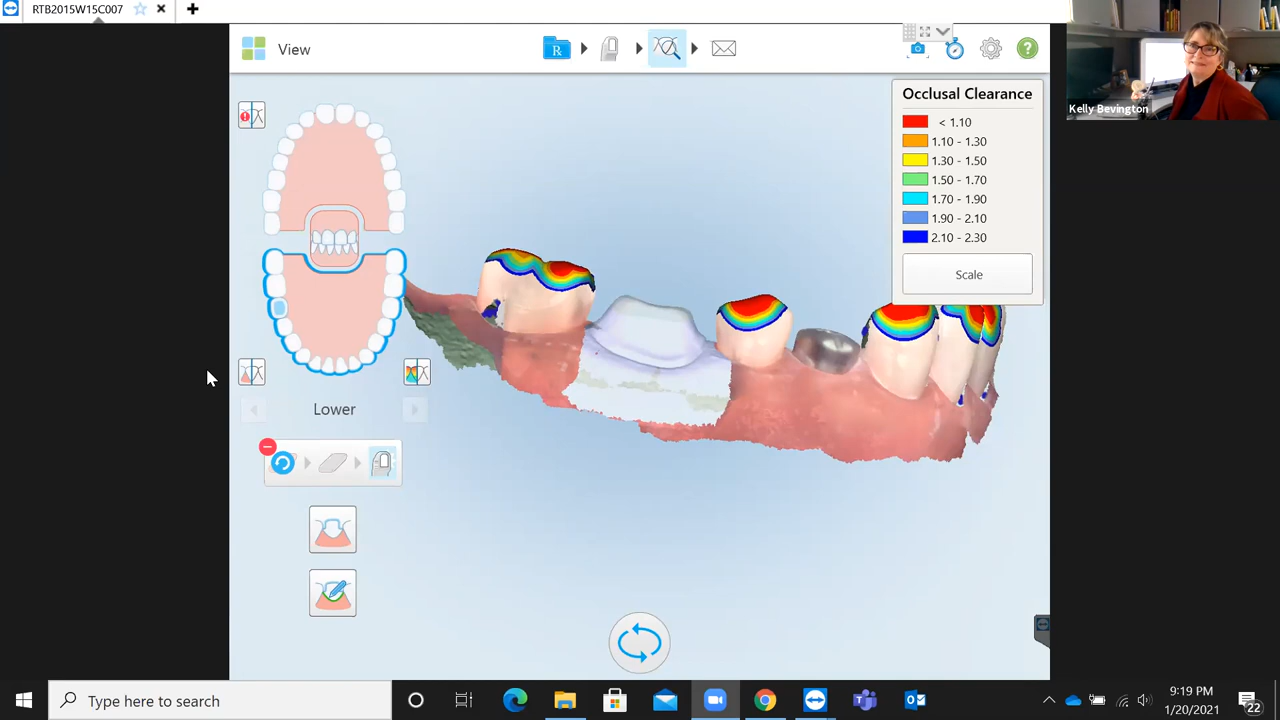 RTB2015W15C007
View
Rx
Kelly Bevington
Occlusal Clearance
< 1.10
1.10 - 1.30
1.30 - 1.50
1.50 - 1.70
1.70 - 1.90
1.90 - 2.10
2.10 - 2.30
Scale
Lower
Type here to search
9:19 PM
1/20/2021
22